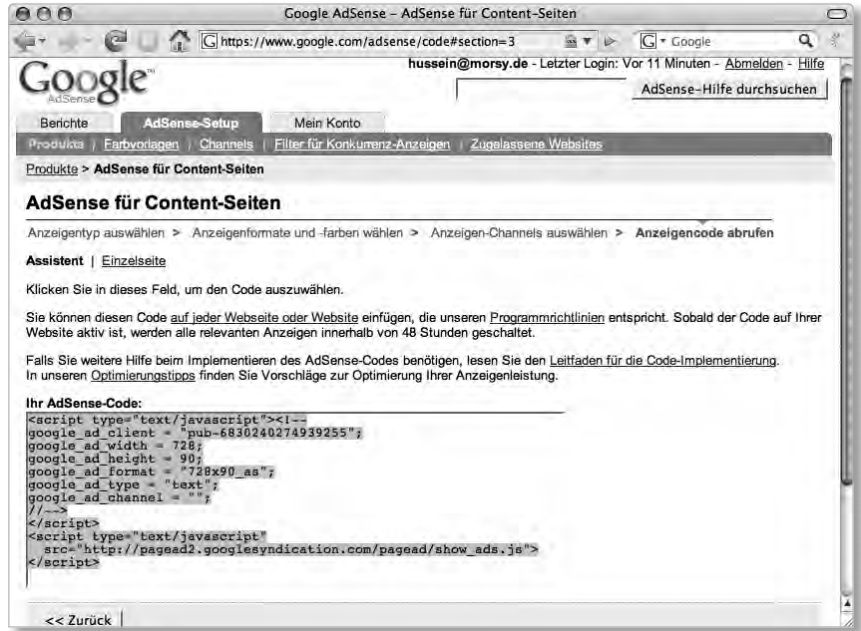 Google AdSense – AdSense für Content-Seiten
https://www.google.com/adsense/code#section=3
Google
hussein@morsy.de - Letzter Login: Vor 11 Minuten - Abmelden - Hilfe
Google™
AdSense
AdSense-Hilfe durchsuchen
Berichte AdSense-Setup Mein Konto
Produkte | Farbvorlagen | Channels | Filter für Konkurrenz-Anzeigen | Zugelassene Websites
Produkte > AdSense für Content-Seiten
AdSense für Content-Seiten
Anzeigentyp auswählen > Anzeigenformate und -farben wählen > Anzeigen-Channels auswählen > Anzeigencode abrufen
Assistent | Einzelseite
Klicken Sie in dieses Feld, um den Code auszuwählen.
Sie können diesen Code auf jeder Webseite oder Website einfügen, die unseren Programmrichtlinien entspricht. Sobald der Code auf Ihrer
Website aktiv ist, werden alle relevanten Anzeigen innerhalb von 48 Stunden geschaltet.
Falls Sie weitere Hilfe beim Implementieren des AdSense-Codes benötigen, lesen Sie den Leitfaden für die Code-Implementierung.
In unseren Optimierungstipps finden Sie Vorschläge zur Optimierung Ihrer Anzeigenleistung.
Ihr AdSense-Code:
<script type="text/javascript"><!--
google_ad_client = "pub-6830240274939255";
google_ad_width = 728;
google_ad_height = 90;
google_ad_format = "728x90_as";
google_ad_type = "text";
google_ad_channel = "";
//-->
</script>
<script type="text/javascript"
src="http://pagead2.googlesyndication.com/pagead/show_ads.js">
</script>
<< Zurück